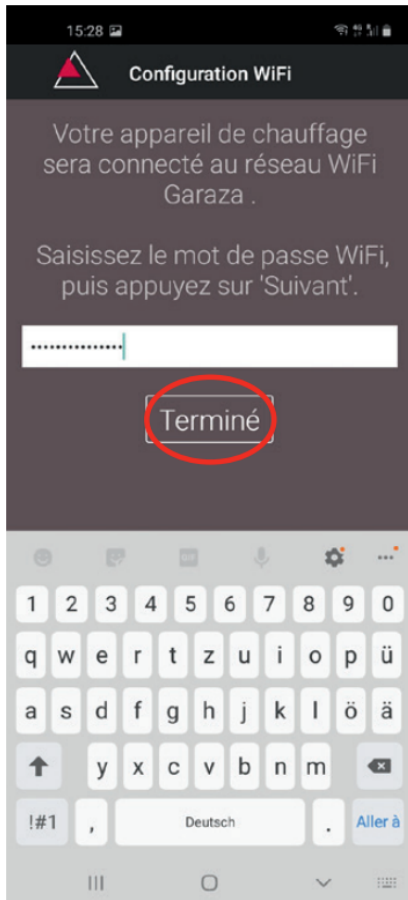 15:28
Configuration WiFi
Votre appareil de chauffage
sera connecté au réseau WiFi
Garaza .
Saisissez le mot de passe WiFi,
puis appuyez sur 'Suivant'.
•••••••••••••••
Terminé
1 2 3 4 5 6 7 8 9 0
q w e r t z u i o p ü
a s d f g h j k l ö ä
y x c v b n m
!#1 , Deutsch . Aller à